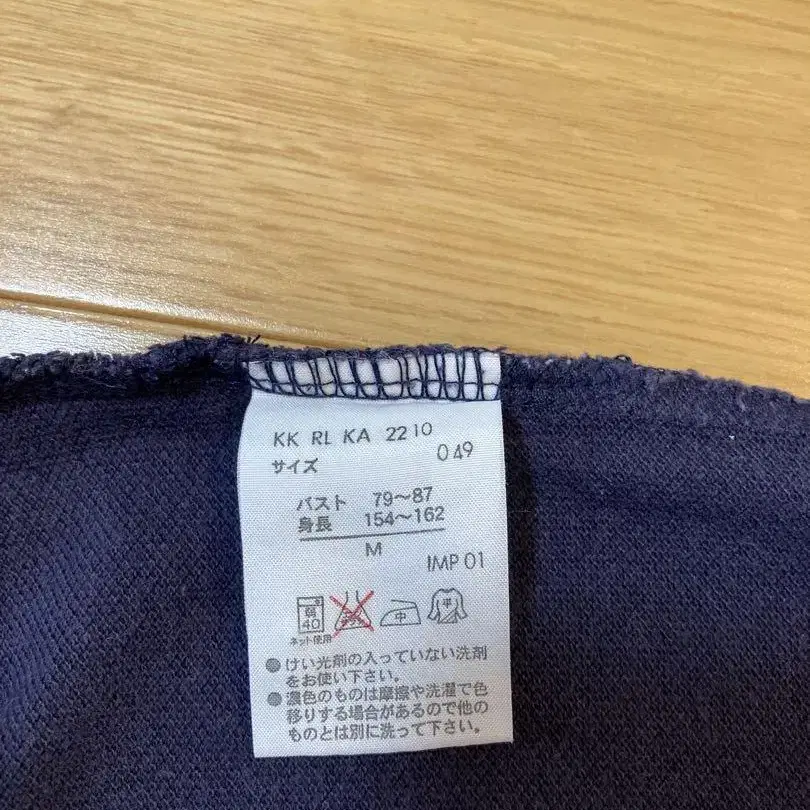 KK RL KA 2210
サイズ 049
バスト 79〜87
身長 154〜162
M
IMP 01
弱 40 中 平
ネット使用
●けい光剤の入っていない洗剤
をお使い下さい。
●濃色のものは摩擦や洗濯で色
移りする場合があるので他の
ものとは別に洗って下さい。